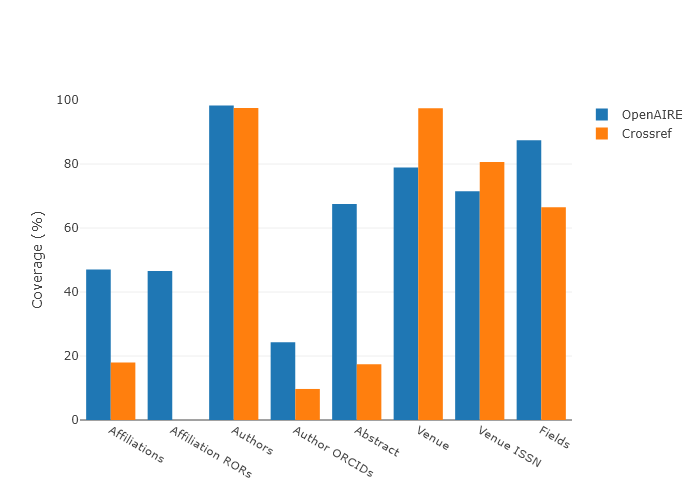 OpenAIRE
Crossref
Coverage (%)
100
80
60
40
20
0
Affiliations
Affiliation RORs
Authors
Author ORCIDs
Abstract
Venue
Venue ISSN
Fields